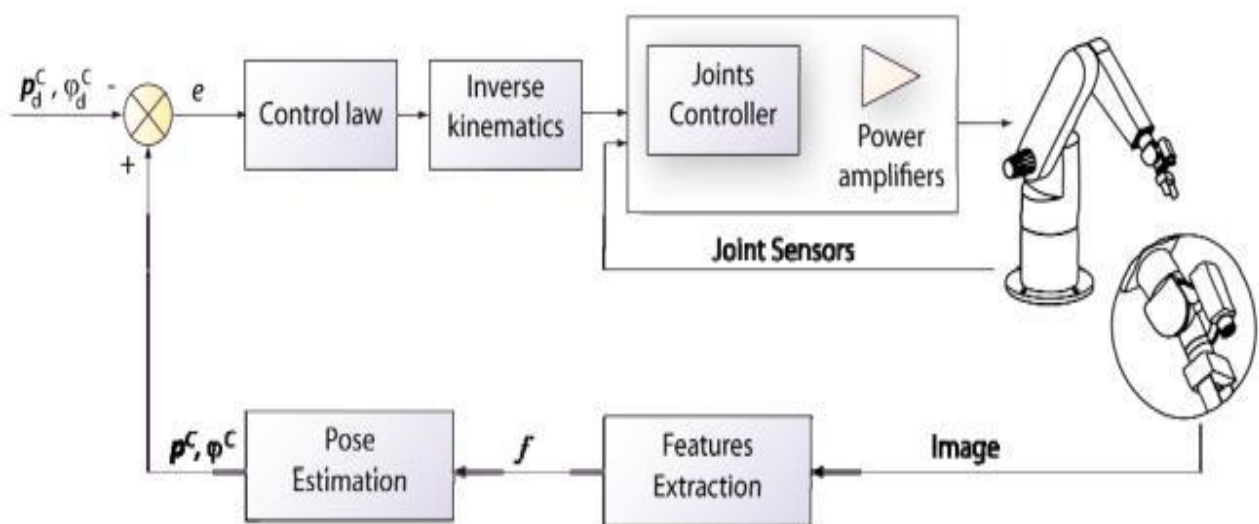 p_d^C , φ_d^C
-
+
e
Control law
Inverse
kinematics
Joints
Controller
Power
amplifiers
Joint Sensors
p^C, φ^C
Pose
Estimation
f
Features
Extraction
Image